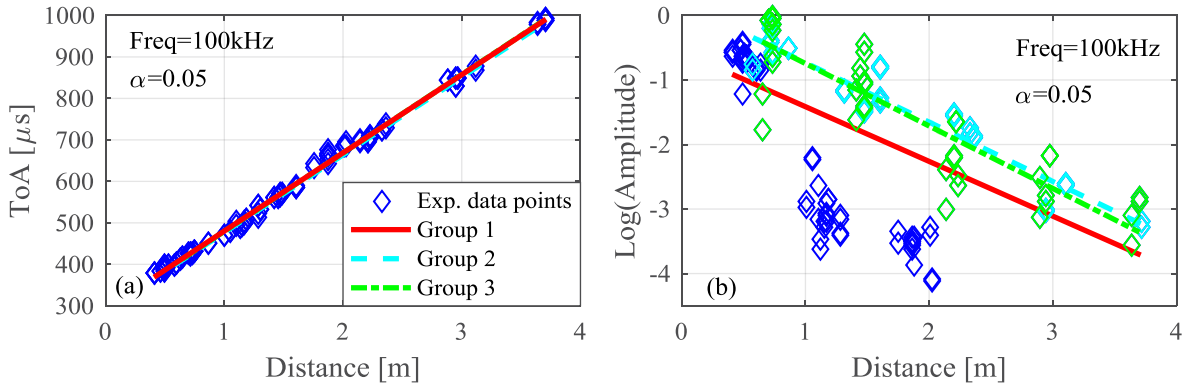 1000
900
800
700
600
500
400
300
ToA [μs]
Freq=100kHz
α=0.05
Exp. data points
Group 1
Group 2
Group 3
(a)
0 1 2 3 4
Distance [m]
0
-1
-2
-3
-4
Log(Amplitude)
Freq=100kHz
α=0.05
(b)
0 1 2 3 4
Distance [m]